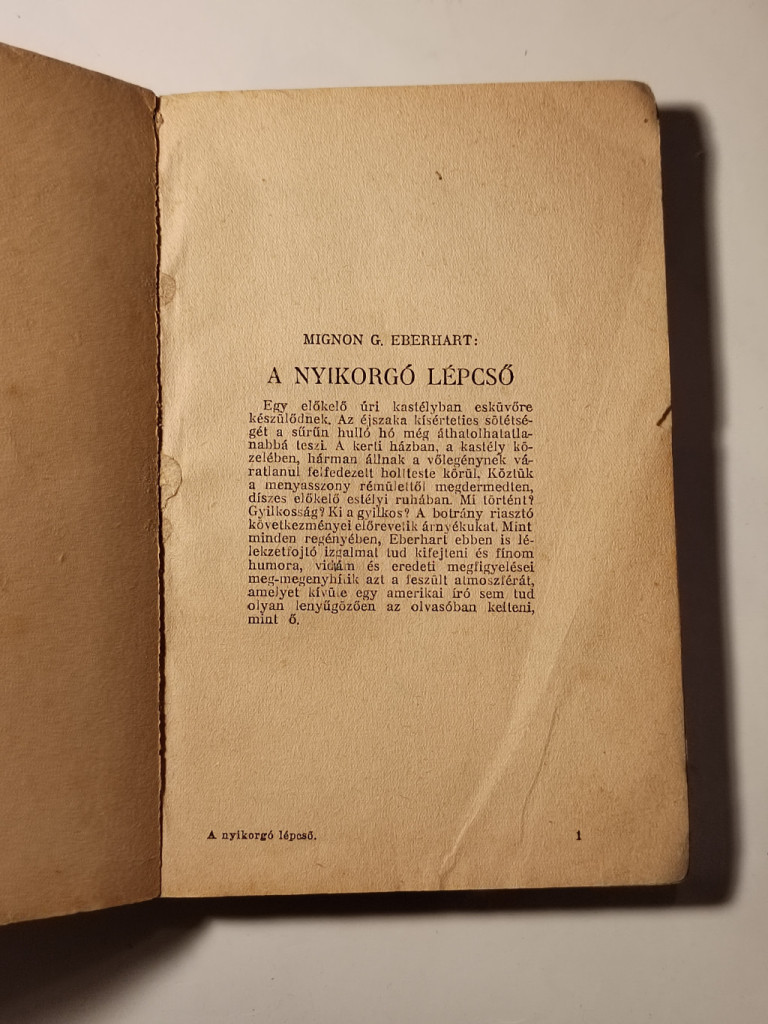 MIGNON G. EBERHART:
A NYIKORGÓ LÉPCSŐ
Egy előkelő úri kastélyban esküvőre
készülődnek. Az éjszaka kísérteties sötétsé-
gét a sűrűn hulló hó még áthatolhatatla-
nabbá teszi. A kerti házban, a kastély kö-
zelében, hárman állnak a vőlegénynek vá-
ratlanul felfedezett holtteste körül. Köztük
a menyasszony rémülettől megdermedten,
díszes előkelő estélyi ruhában. Mi történt?
Gyilkosság? Ki a gyilkos? A botrány riasztó
következményei előrevetik árnyékukat. Mint
minden regényében, Eberhart ebben is lé-
lekzetfojtó izgalmat tud kifejteni és finom
humora, vidám és eredeti megfigyelései
meg-megenyhítik azt a feszült atmoszférát,
amelyet kívüle egy amerikai író sem tud
olyan lenyűgözően az olvasóban kelteni,
mint ő.
A nyikorgó lépcső. 1